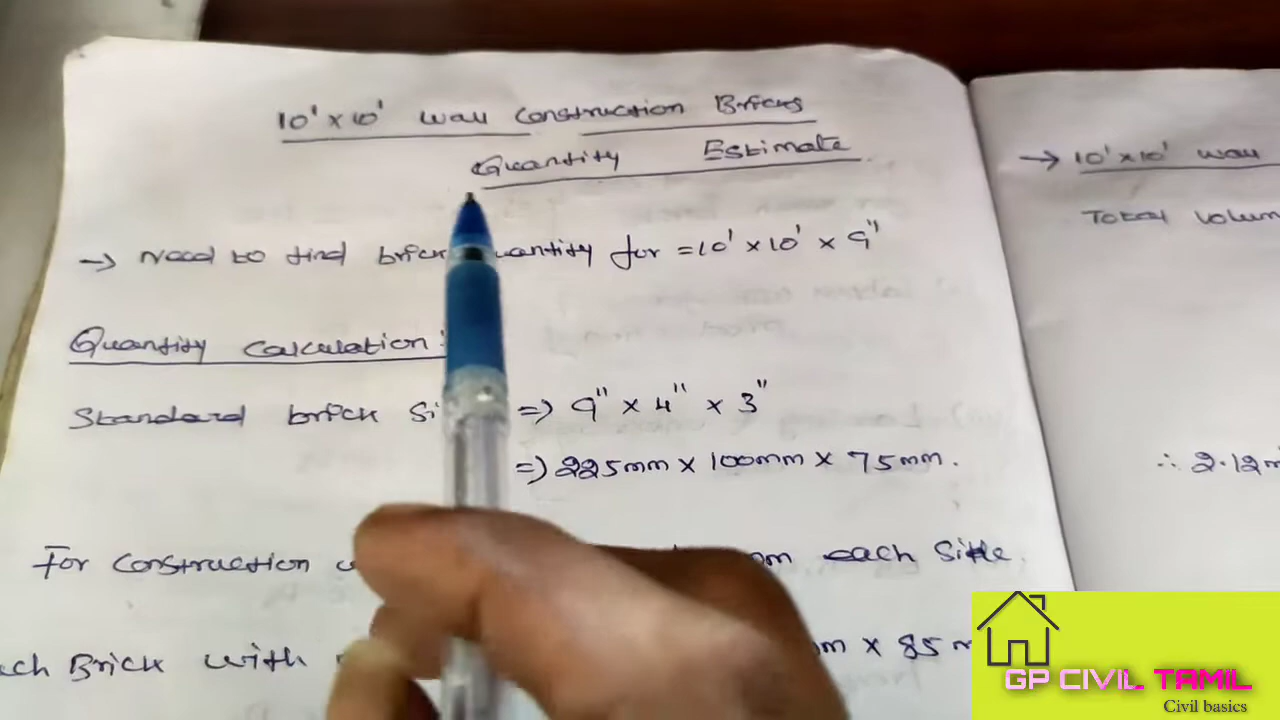 10' x 10' Wall Construction Bricks
Quantity Estimate
→ Need to find brick quantity for = 10' x 10' x 9"
Quantity Calculation:
Standard brick => 9" x 4" x 3"
=> 225mm x 100mm x 75mm.
For Construction each Side
Brick with x 85
→ 10' x 10' Wall
Total
∴ 2.12
GP CIVIL TAMIL
Civil basics